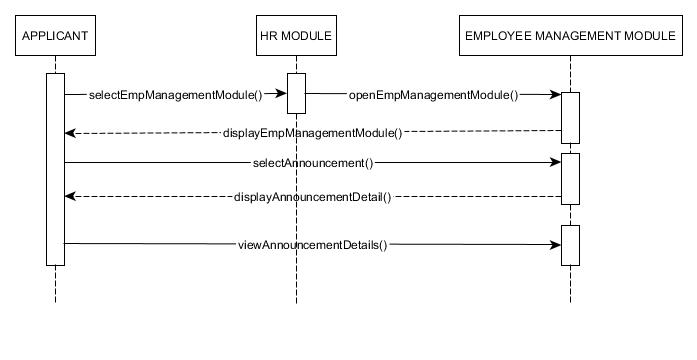 APPLICANT
HR MODULE
EMPLOYEE MANAGEMENT MODULE
selectEmpManagementModule()
openEmpManagementModule()
displayEmpManagementModule()
selectAnnouncement()
displayAnnouncementDetail()
viewAnnouncementDetails()